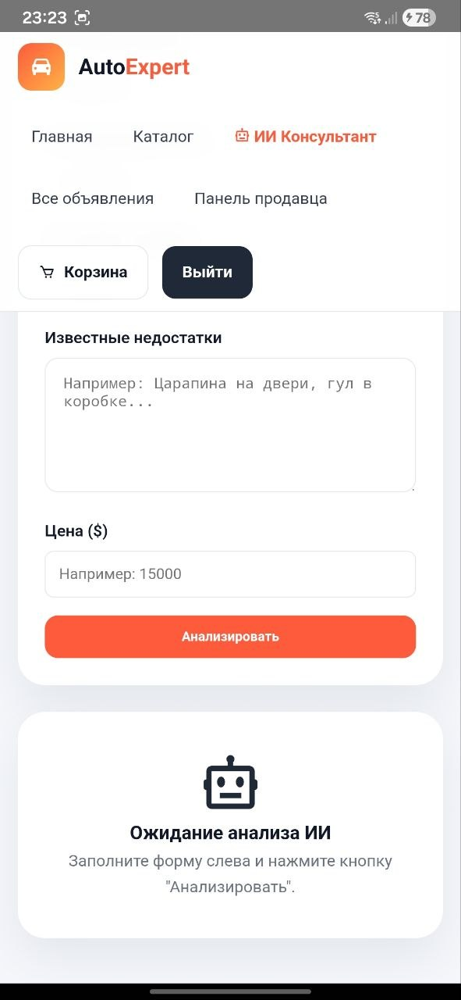 23:23
78
AutoExpert
Главная Каталог ИИ Консультант
Все объявления Панель продавца
Корзина Выйти
Известные недостатки
Например: Царапина на двери, гул в
коробке...
Цена ($)
Например: 15000
Анализировать
Ожидание анализа ИИ
Заполните форму слева и нажмите кнопку
"Анализировать".